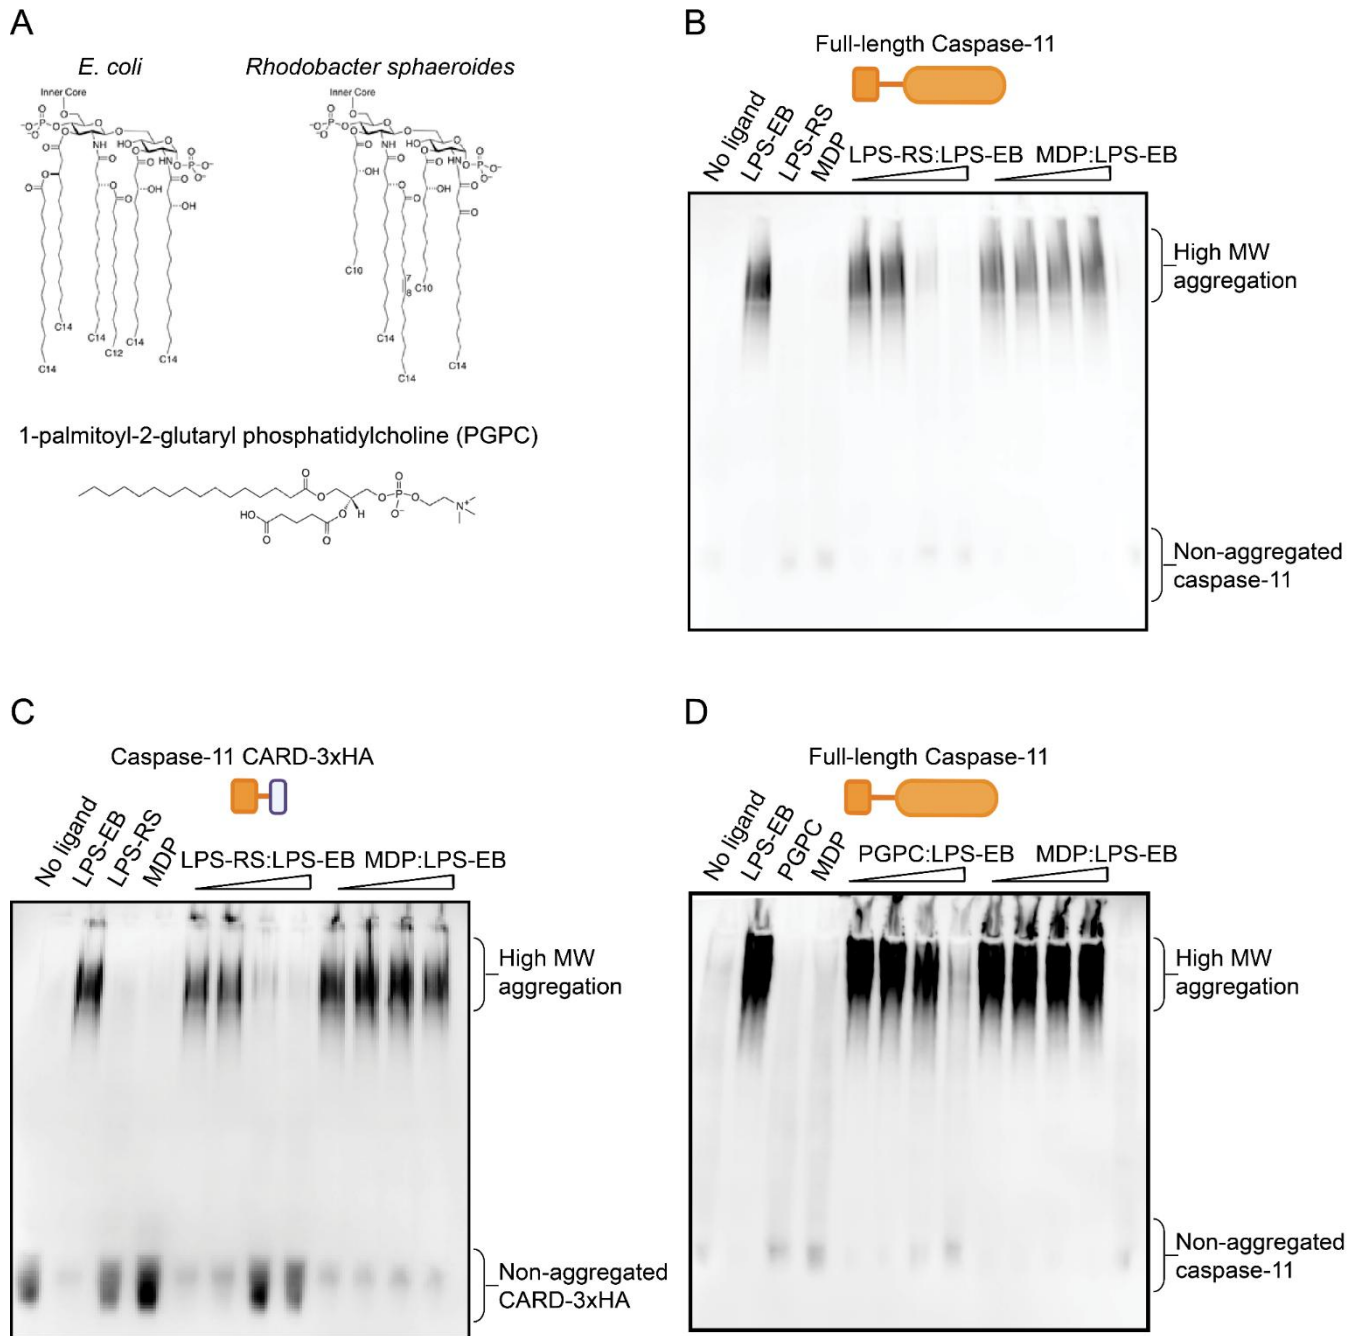 A
E. coli
Rhodobacter sphaeroides
Inner Core
Inner Core
C14
C14
C14
C12
C14
C14
C10
7
8
C10
C14
C14
C14
1-palmitoyl-2-glutaryl phosphatidylcholine (PGPC)
B
Full-length Caspase-11
No ligand
LPS-EB
LPS-RS
MDP
LPS-RS:LPS-EB
MDP:LPS-EB
High MW
aggregation
Non-aggregated
caspase-11
C
Caspase-11 CARD-3xHA
No ligand
LPS-EB
LPS-RS
MDP
LPS-RS:LPS-EB
MDP:LPS-EB
High MW
aggregation
Non-aggregated
CARD-3xHA
D
Full-length Caspase-11
No ligand
LPS-EB
PGPC
MDP
PGPC:LPS-EB
MDP:LPS-EB
High MW
aggregation
Non-aggregated
caspase-11